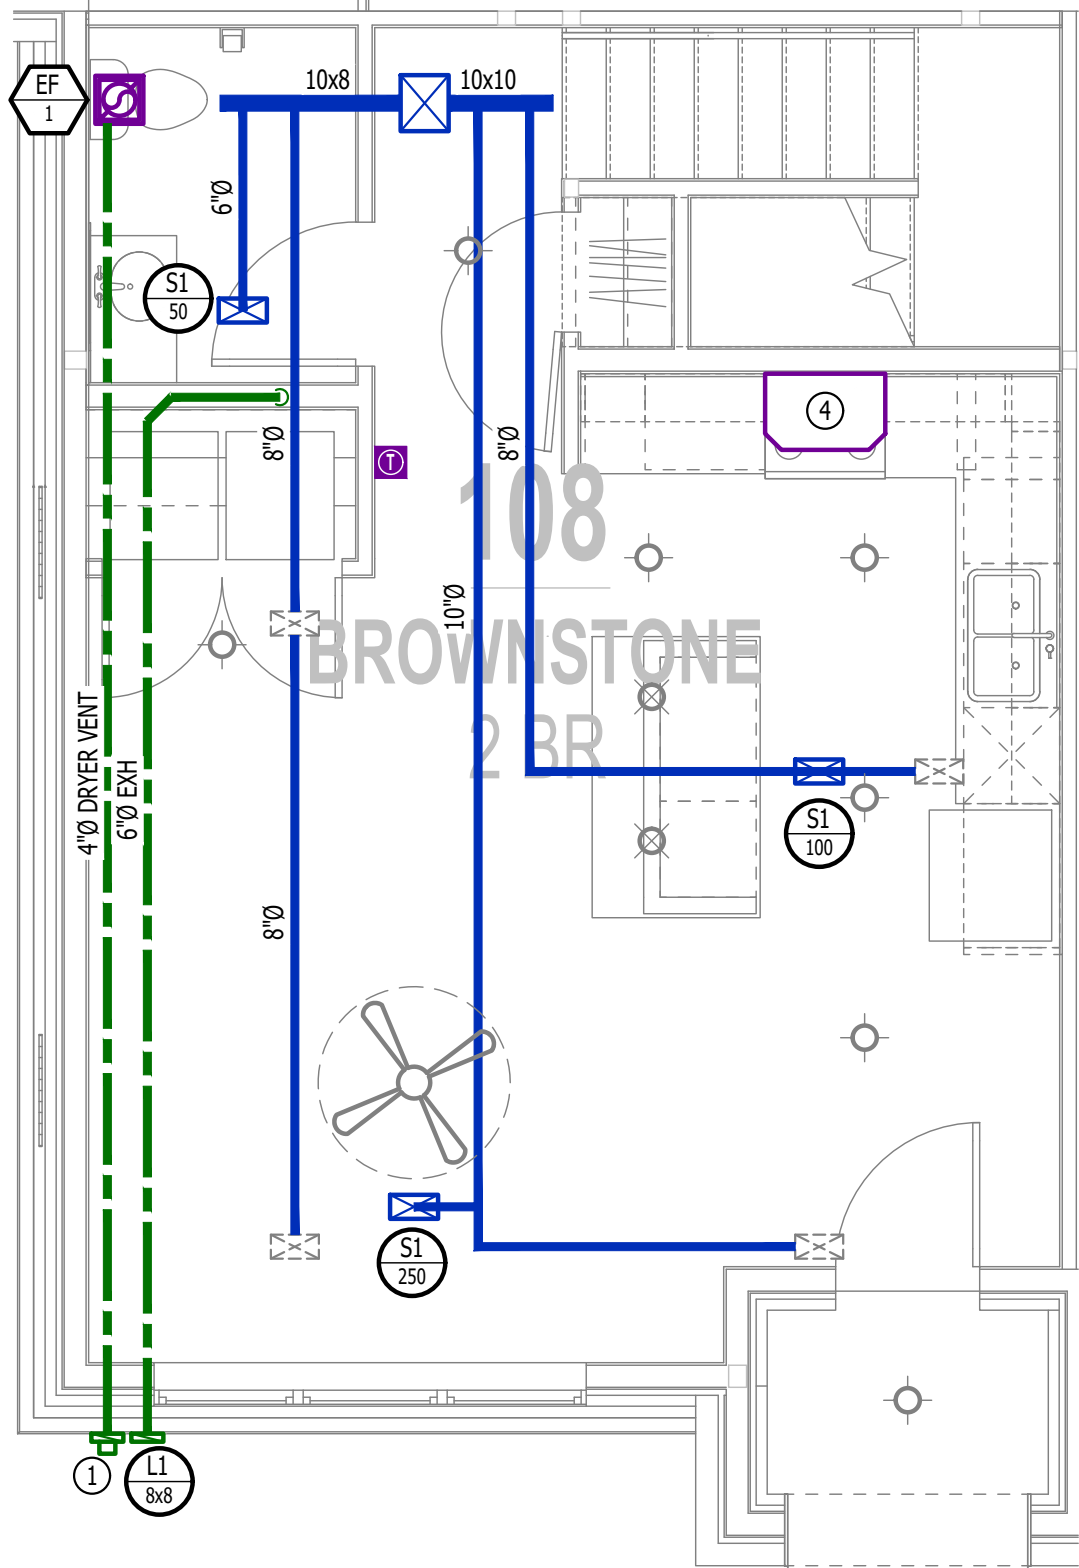 EF
1
10x8
10x10
6"Ø
S1
50
4
8"Ø
8"Ø
T
108
10"Ø
BROWNSTONE
2 BR
4"Ø DRYER VENT
6"Ø EXH
S1
100
8"Ø
S1
250
1
L1
8x8